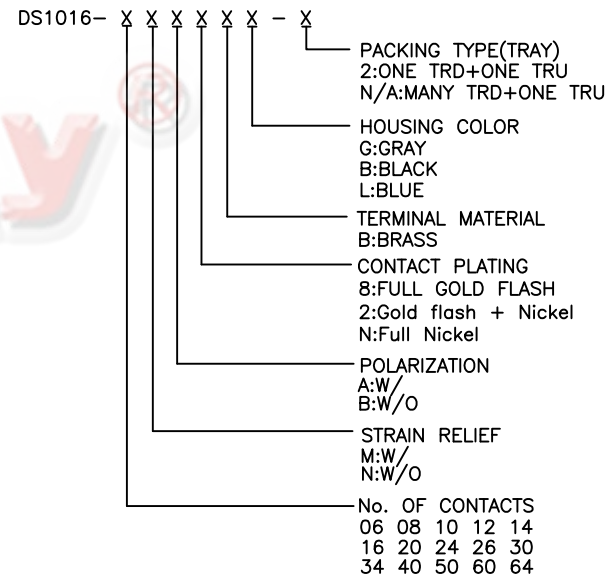 DS1016- X X X X X X - X
PACKING TYPE(TRAY)
2:ONE TRD+ONE TRU
N/A:MANY TRD+ONE TRU
HOUSING COLOR
G:GRAY
B:BLACK
L:BLUE
TERMINAL MATERIAL
B:BRASS
CONTACT PLATING
8:FULL GOLD FLASH
2:Gold flash + Nickel
N:Full Nickel
POLARIZATION
A:W/
B:W/O
STRAIN RELIEF
M:W/
N:W/O
No. OF CONTACTS
06 08 10 12 14
16 20 24 26 30
34 40 50 60 64
y®